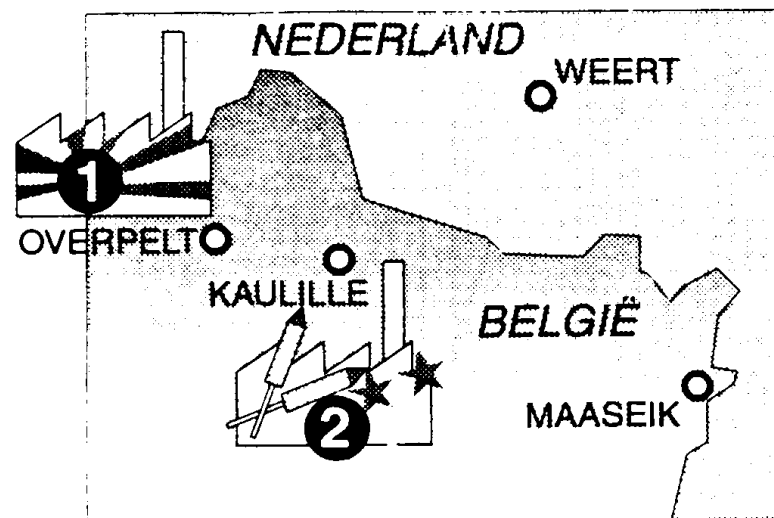 NEDERLAND
WEERT
1
OVERPELT
KAULILLE
BELGIË
MAASEIK
2